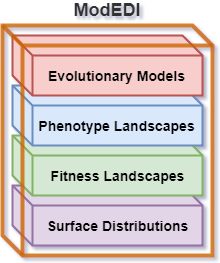 ModEDI
Evolutionary Models
Phenotype Landscapes
Fitness Landscapes
Surface Distributions